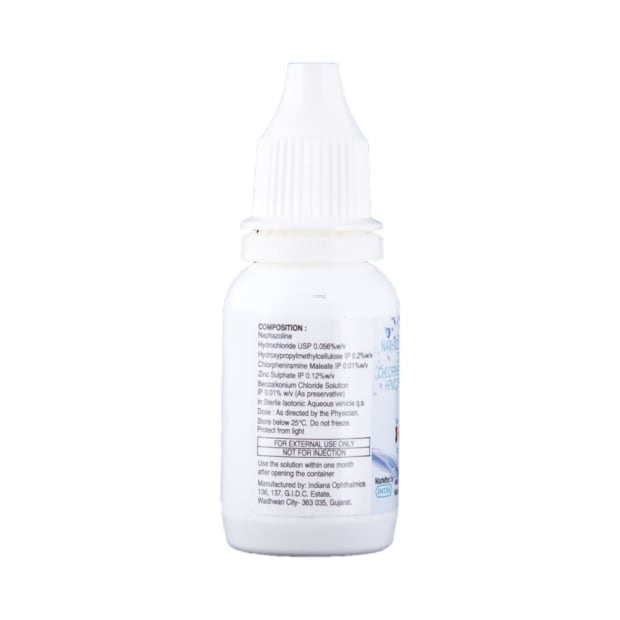 COMPOSITION :
Naphazoline
Hydrochloride USP 0.056%w/v
Hydroxypropylmethylcellulose IP 0.2%w/v
Chlorpheniramine Maleate IP 0.01%w/v
Zinc Sulphate IP 0.12%w/v
Benzalkonium Chloride Solution
IP 0.01% w/v (As preservative)
In Sterlie Isotonic Aqueous vehicle q.s.
Dose : As directed by the Physician.
Store below 25°C. Do not freeze.
Protect from light
FOR EXTERNAL USE ONLY
NOT FOR INJECTION
Use the solution within one month
after opening the container
Manufactured by: Indiana Ophthalmics
136, 137, G.I.D.C. Estate,
Wadhwan City- 363 035, Gujarat.
Marketed by
INTAS